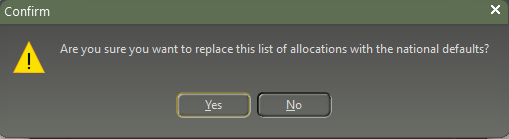 Confirm
Are you sure you want to replace this list of allocations with the national defaults?
Yes
No